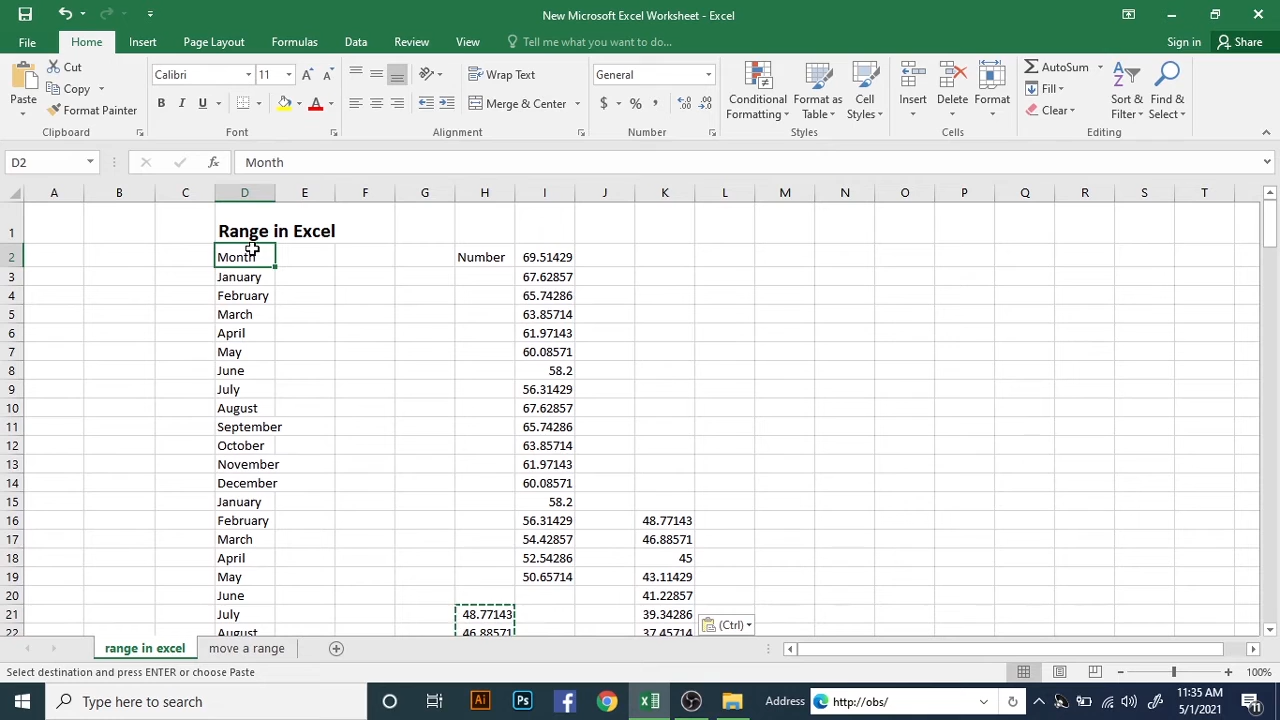 New Microsoft Excel Worksheet - Excel
File Home Insert Page Layout Formulas Data Review View Tell me what you want to do... Sign in Share
Paste Cut Copy Format Painter Clipboard
Calibri 11 A A B I U A Font
Wrap Text Merge & Center Alignment
General $ % , Number
Conditional Formatting Format as Table Cell Styles Styles
Insert Delete Format Cells
AutoSum Fill Clear Sort & Filter Find & Select Editing
D2 fx Month
A B C D E F G H I J K L M N O P Q R S T
1 Range in Excel
2 Month Number 69.51429
3 January 67.62857
4 February 65.74286
5 March 63.85714
6 April 61.97143
7 May 60.08571
8 June 58.2
9 July 56.31429
10 August 67.62857
11 September 65.74286
12 October 63.85714
13 November 61.97143
14 December 60.08571
15 January 58.2
16 February 56.31429 48.77143
17 March 54.42857 46.88571
18 April 52.54286 45
19 May 50.65714 43.11429
20 June 41.22857
21 July 48.77143 39.34286 (Ctrl)
22 August 46.88571 37.45714
range in excel move a range
Select destination and press ENTER or choose Paste 100%
Type here to search Ai Ps Address http://obs/ 11:35 AM
5/1/2021 11